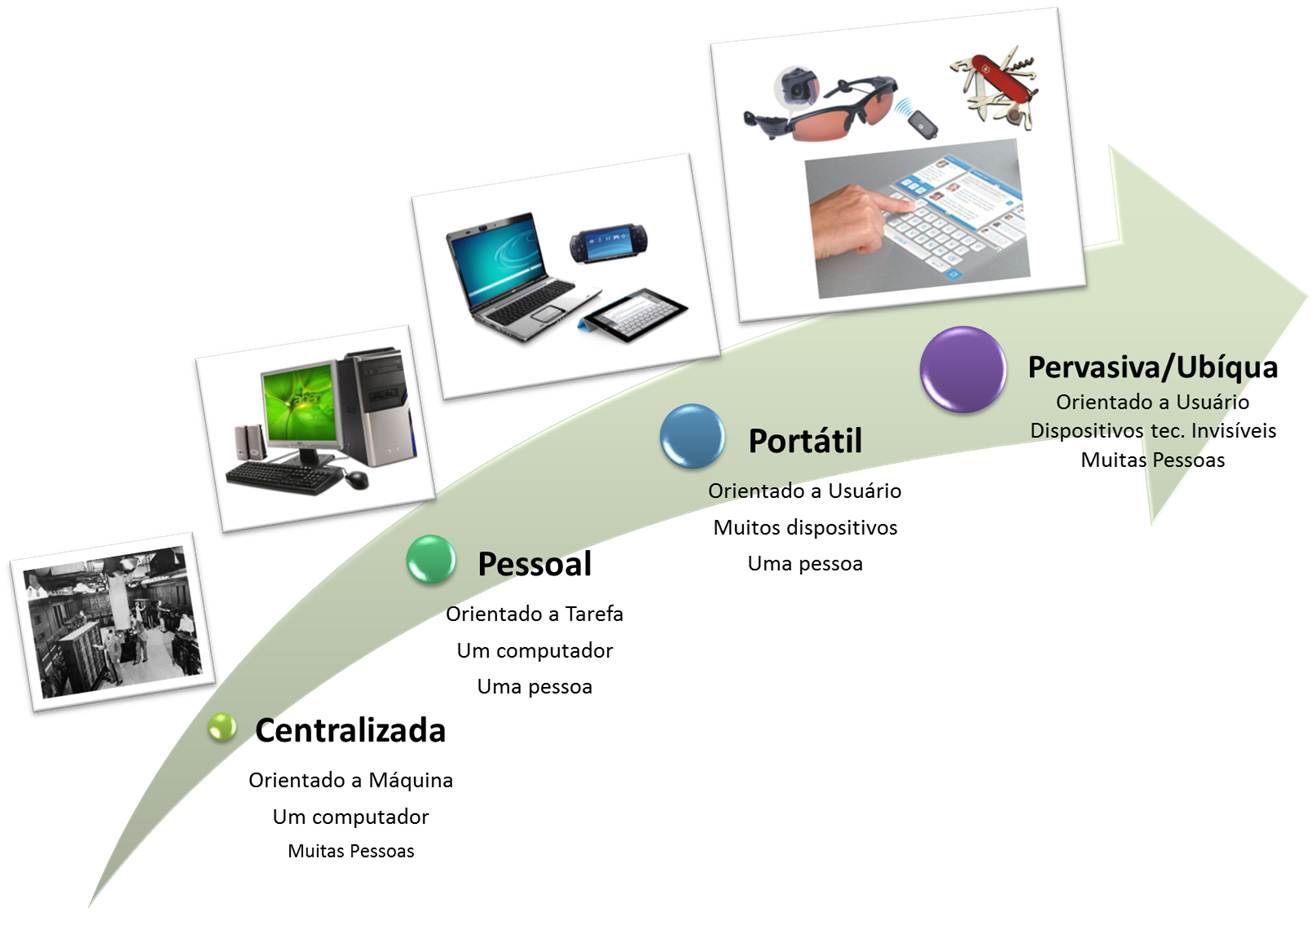 Pervasiva/Ubíqua
Orientado a Usuário
Dispositivos tec. Invisíveis
Muitas Pessoas
Portátil
Orientado a Usuário
Muitos dispositivos
Uma pessoa
Pessoal
Orientado a Tarefa
Um computador
Uma pessoa
Centralizada
Orientado a Máquina
Um computador
Muitas Pessoas
acer